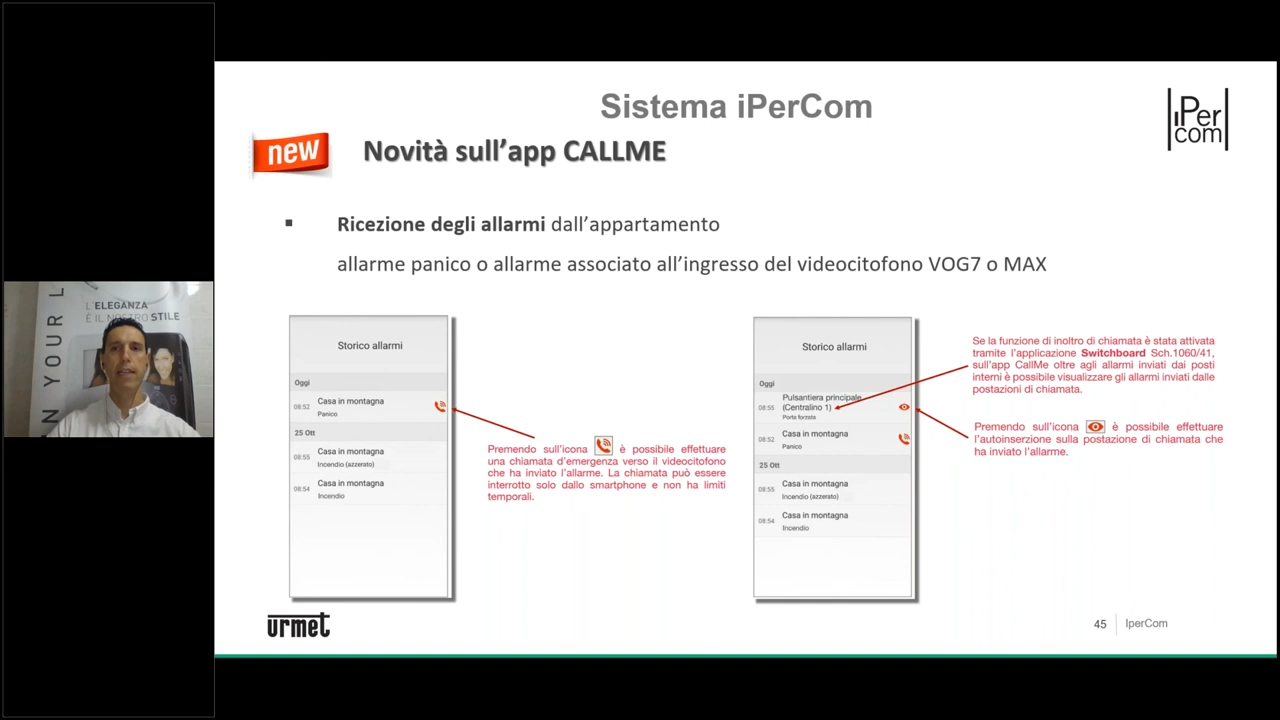 Sistema iPerCom
iPer
com
new
Novità sull'app CALLME
▪ Ricezione degli allarmi dall'appartamento
allarme panico o allarme associato all'ingresso del videocitofono VOG7 o MAX
L'ELEGANZA
È IL NOSTRO STILE
N YOUR L
Storico allarmi
Oggi
08:52 Casa in montagna
Panico
25 Ott
08:55 Casa in montagna
Incendio (azzerato)
08:54 Casa in montagna
Incendio
Premendo sull'icona è possibile effettuare
una chiamata d'emergenza verso il videocitofono
che ha inviato l'allarme. La chiamata può essere
interrotto solo dallo smartphone e non ha limiti
temporali.
Storico allarmi
Oggi
Pulsantiera principale
08:55 (Centralino 1)
Porta forzata
08:52 Casa in montagna
Panico
25 Ott
08:55 Casa in montagna
Incendio (azzerato)
08:54 Casa in montagna
Incendio
Se la funzione di inoltro di chiamata è stata attivata
tramite l'applicazione Switchboard Sch.1060/41,
sull'app CallMe oltre agli allarmi inviati dai posti
interni è possibile visualizzare gli allarmi inviati dalle
postazioni di chiamata.
Premendo sull'icona è possibile effettuare
l'autoinserzione sulla postazione di chiamata che
ha inviato l'allarme.
urmet
45 IperCom